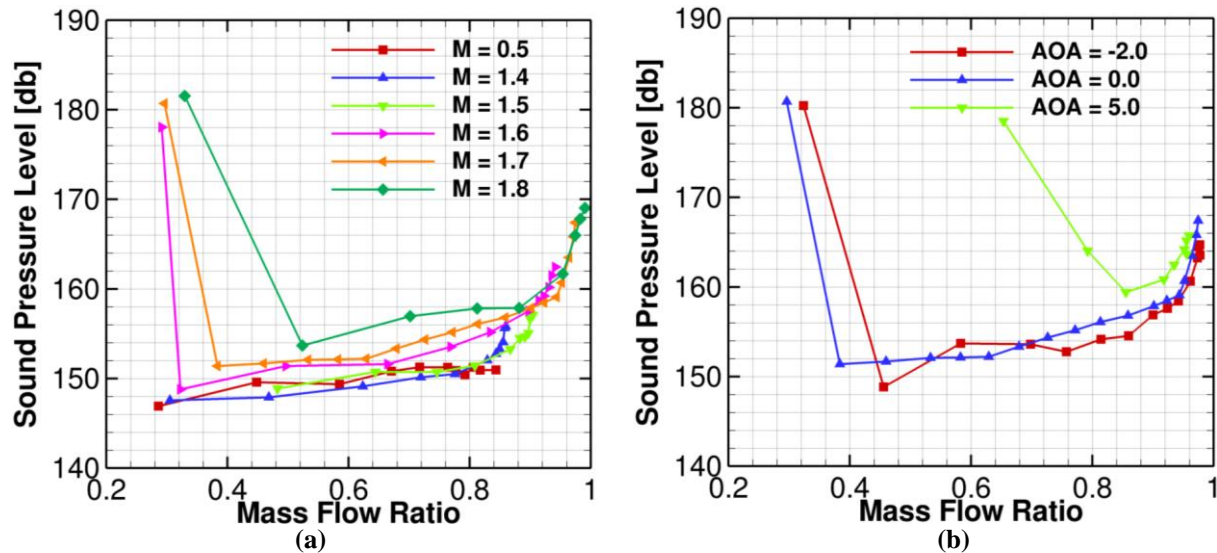 190
180
170
160
150
140
Sound Pressure Level [db]
M = 0.5
M = 1.4
M = 1.5
M = 1.6
M = 1.7
M = 1.8
0.2 0.4 0.6 0.8 1
Mass Flow Ratio
(a)
190
180
170
160
150
140
Sound Pressure Level [db]
AOA = -2.0
AOA = 0.0
AOA = 5.0
0.2 0.4 0.6 0.8 1
Mass Flow Ratio
(b)